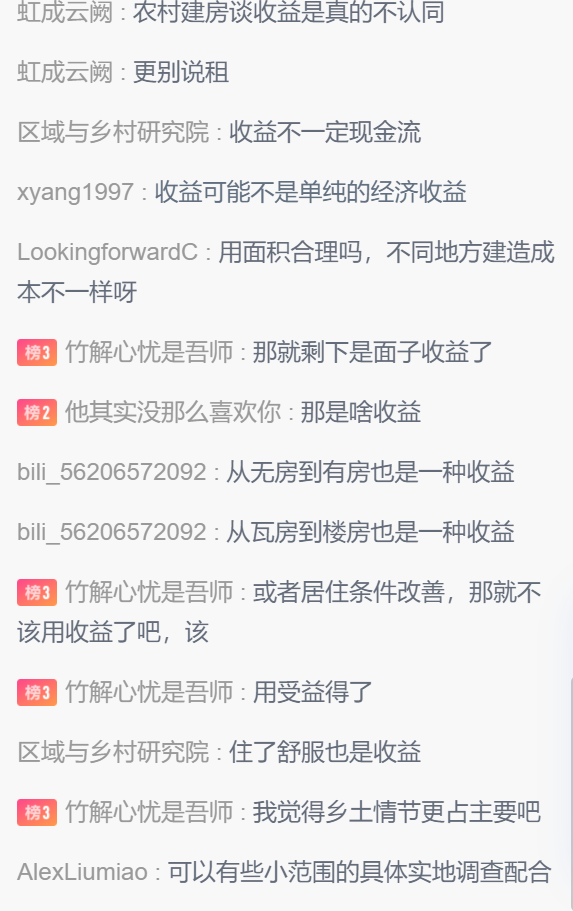 虹成云阙 : 农村建房谈收益是真的不认同
虹成云阙 : 更别说租
区域与乡村研究院 : 收益不一定现金流
xyang1997 : 收益可能不是单纯的经济收益
LookingforwardC : 用面积合理吗，不同地方建造成
本不一样呀
榜3 竹解心忧是吾师 : 那就剩下是面子收益了
榜2 他其实没那么喜欢你 : 那是啥收益
bili_56206572092 : 从无房到有房也是一种收益
bili_56206572092 : 从瓦房到楼房也是一种收益
榜3 竹解心忧是吾师 : 或者居住条件改善，那就不
该用收益了吧，该
榜3 竹解心忧是吾师 : 用受益得了
区域与乡村研究院 : 住了舒服也是收益
榜3 竹解心忧是吾师 : 我觉得乡土情节更占主要吧
AlexLiumiao : 可以有些小范围的具体实地调查配合